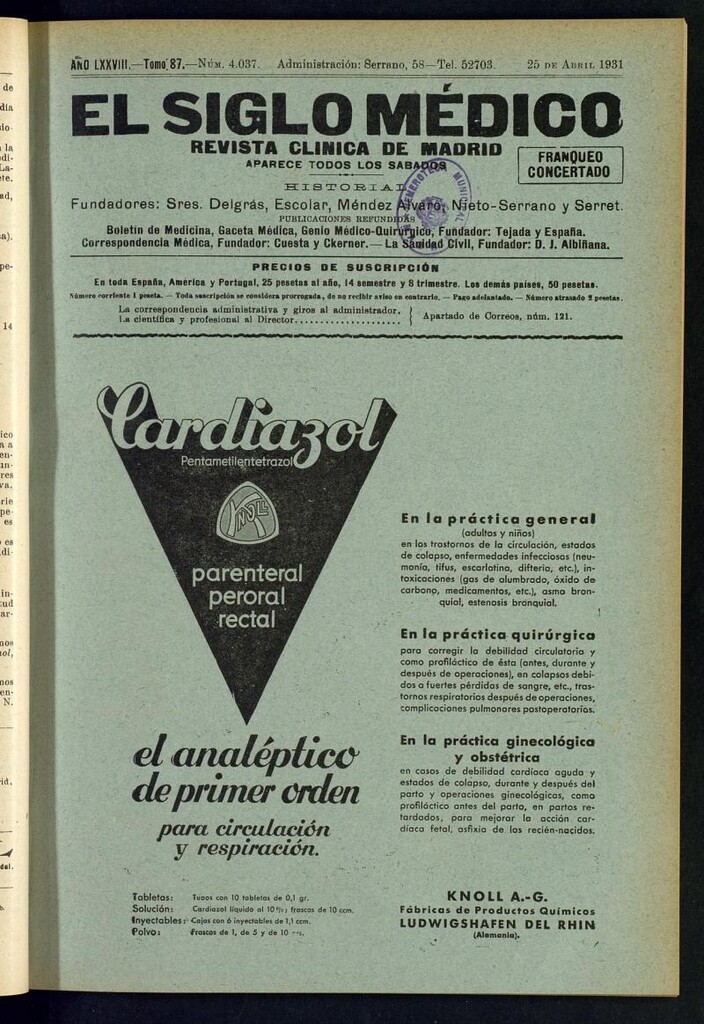 AÑO LXXVIII.—Tomo 87.—Núm. 4.037. Administración: Serrano, 58—Tel. 52703. 25 de Abril 1931
EL SIGLO MÉDICO
REVISTA CLINICA DE MADRID
APARECE TODOS LOS SABADOS
FRANQUEO
CONCERTADO
HISTORIAL
HEMEROTECA MUNICIPAL
Fundadores: Sres. Delgrás, Escolar, Méndez Alvaro, Nieto-Serrano y Serret.
PUBLICACIONES REFUNDIDAS
Boletín de Medicina, Gaceta Médica, Genio Médico-Quirúrgico, Fundador: Tejada y España.
Correspondencia Médica, Fundador: Cuesta y Ckerner.—La Sanidad Civil, Fundador: D. J. Albiñana.
PRECIOS DE SUSCRIPCIÓN
En toda España, América y Portugal, 25 pesetas al año, 14 semestre y 8 trimestre. Los demás países, 50 pesetas.
Número corriente 1 peseta. — Toda suscripción se considera prorrogada, de no recibir aviso en contrario. — Pago adelantado. — Número atrasado 2 pesetas.
La correspondencia administrativa y giros al administrador.
La científica y profesional al Director....................
Apartado de Correos, núm. 121.
Cardiazol
Pentametilentetrazol
KNOLL
parenteral
peroral
rectal
el analéptico
de primer orden
para circulación
y respiración.
En la práctica general
(adultos y niños)
en los trastornos de la circulación, estados
de colapso, enfermedades infecciosos (neu-
monía, tifus, escarlatina, difteria, etc.), in-
toxicaciones (gas de alumbrado, óxido de
carbono, medicamentos, etc.), asma bron-
quial, estenosis bronquial.
En la práctica quirúrgica
para corregir la debilidad circulatoria y
como profiláctico de ésta (antes, durante y
después de operaciones), en colapsos debi-
dos a fuertes pérdidas de sangre, etc., tras-
tornos respiratorios después de operaciones,
complicaciones pulmonares postoperatorias.
En la práctica ginecológica
y obstétrica
en casos de debilidad cardíaca aguda y
estados de colapso, durante y después del
parto y operaciones ginecológicas, como
profiláctico antes del parto, en partos re-
tardados, para mejorar la acción car-
díaca fetal, asfixia de los recién-nacidos.
Tabletas: Tubos con 10 tabletas de 0,1 gr.
Solución: Cardiazol líquido al 10%; frascos de 10 ccm.
Inyectables: Cajas con 6 inyectables de 1,1 ccm.
Polvo: Frascos de 1, de 5 y de 10
KNOLL A.-G.
Fábricas de Productos Químicos
LUDWIGSHAFEN DEL RHIN
(Alemania).